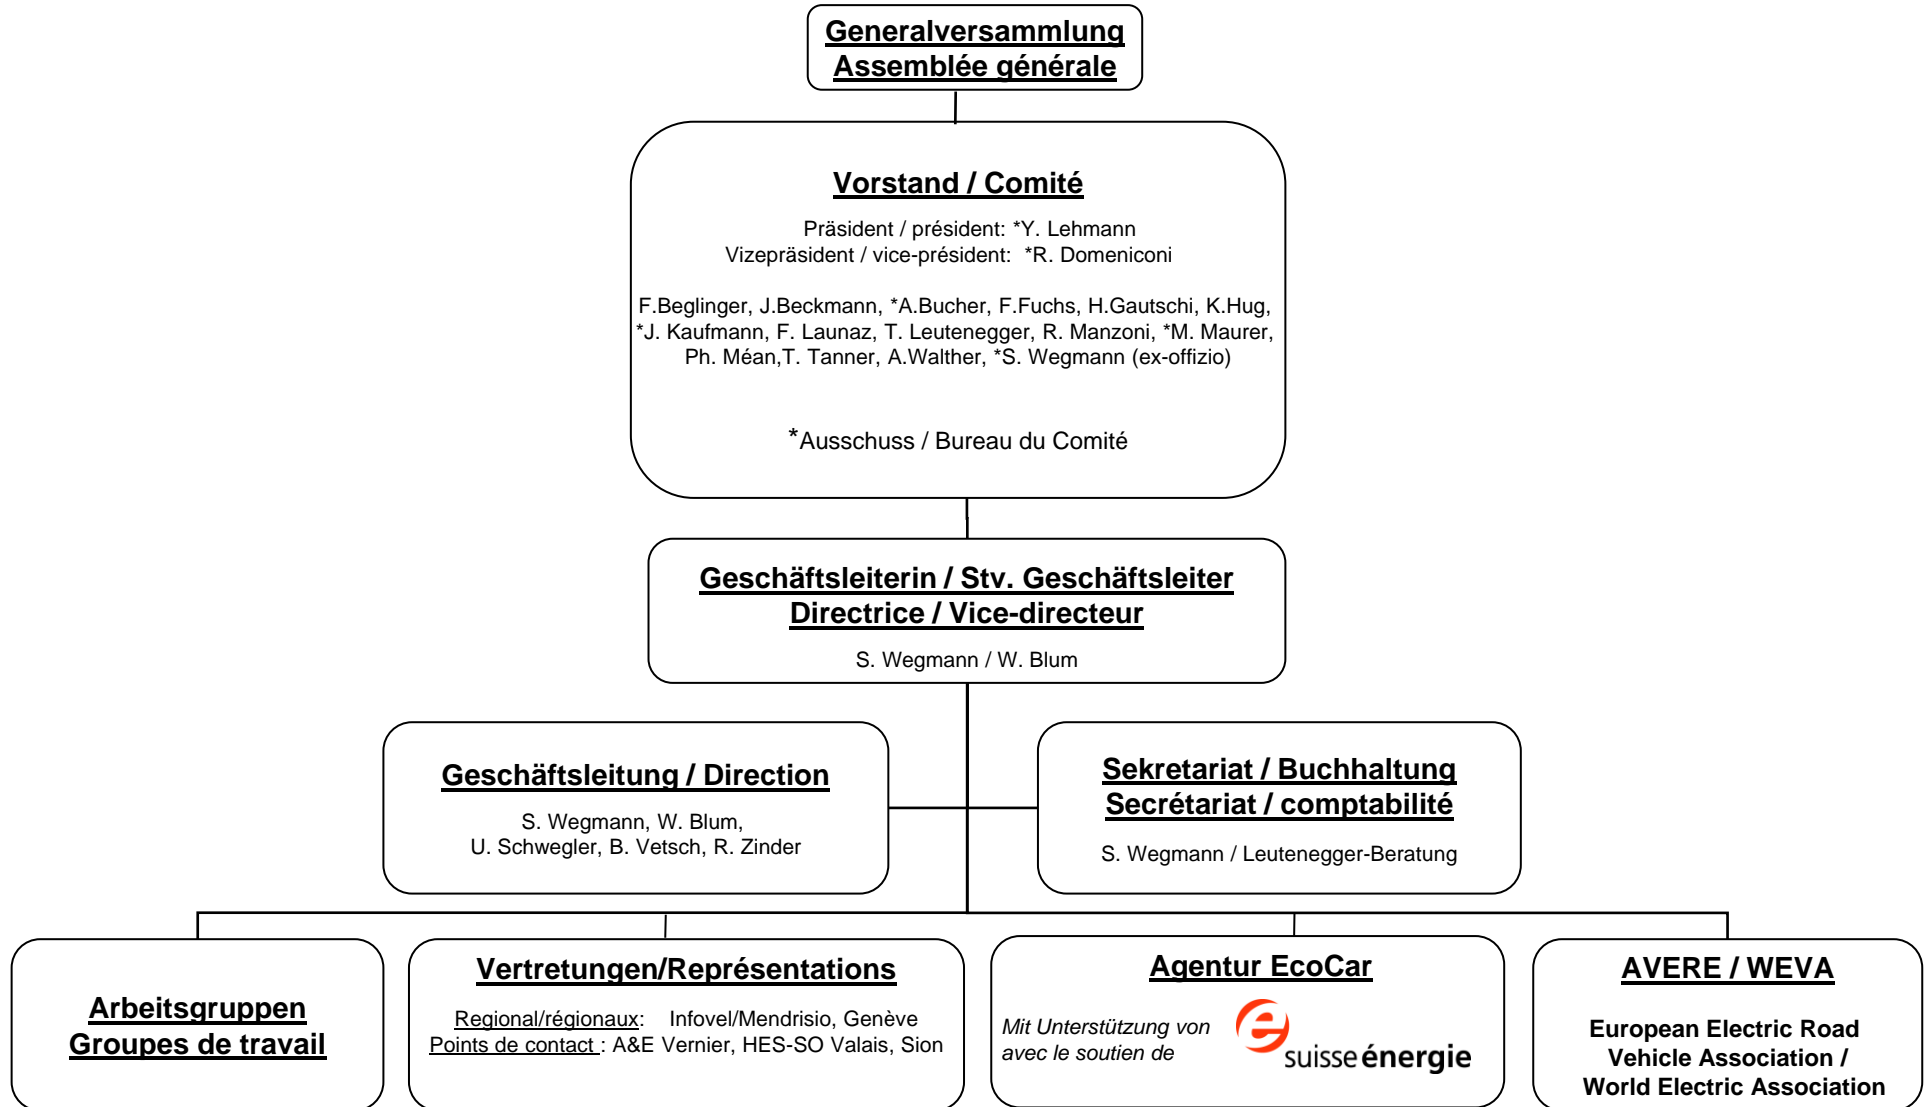 Generalversammlung
Assemblée générale
Vorstand / Comité
Präsident / président: *Y. Lehmann
Vizepräsident / vice-président: *R. Domeniconi
F.Beglinger, J.Beckmann, *A.Bucher, F.Fuchs, H.Gautschi, K.Hug,
*J. Kaufmann, F. Launaz, T. Leutenegger, R. Manzoni, *M. Maurer,
Ph. Méan,T. Tanner, A.Walther, *S. Wegmann (ex-offizio)
*Ausschuss / Bureau du Comité
Geschäftsleiterin / Stv. Geschäftsleiter
Directrice / Vice-directeur
S. Wegmann / W. Blum
Geschäftsleitung / Direction
S. Wegmann, W. Blum,
U. Schwegler, B. Vetsch, R. Zinder
Sekretariat / Buchhaltung
Secrétariat / comptabilité
S. Wegmann / Leutenegger-Beratung
Arbeitsgruppen
Groupes de travail
Vertretungen/Représentations
Regional/régionaux: Infovel/Mendrisio, Genève
Points de contact : A&E Vernier, HES-SO Valais, Sion
Agentur EcoCar
Mit Unterstützung von
avec le soutien de
suisseénergie
AVERE / WEVA
European Electric Road
Vehicle Association /
World Electric Association